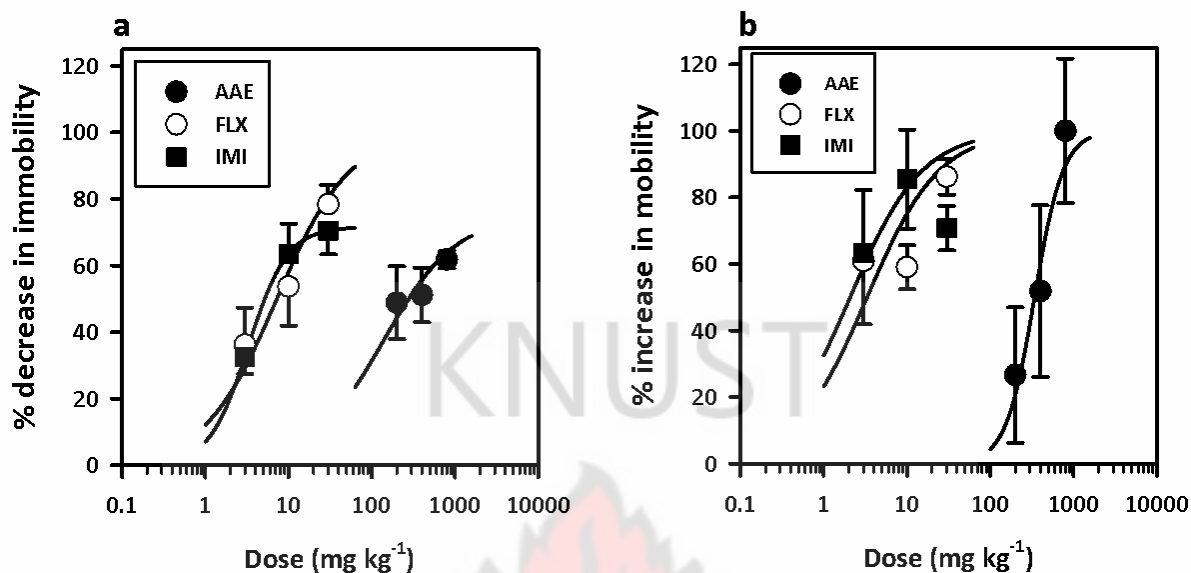 a
% decrease in immobility
120
100
80
60
40
20
0
AAE
FLX
IMI
0.1 1 10 100 1000 10000
Dose (mg kg-1)
b
% increase in mobility
120
100
80
60
40
20
0
AAE
FLX
IMI
0.1 1 10 100 1000 10000
Dose (mg kg-1)
KNUST